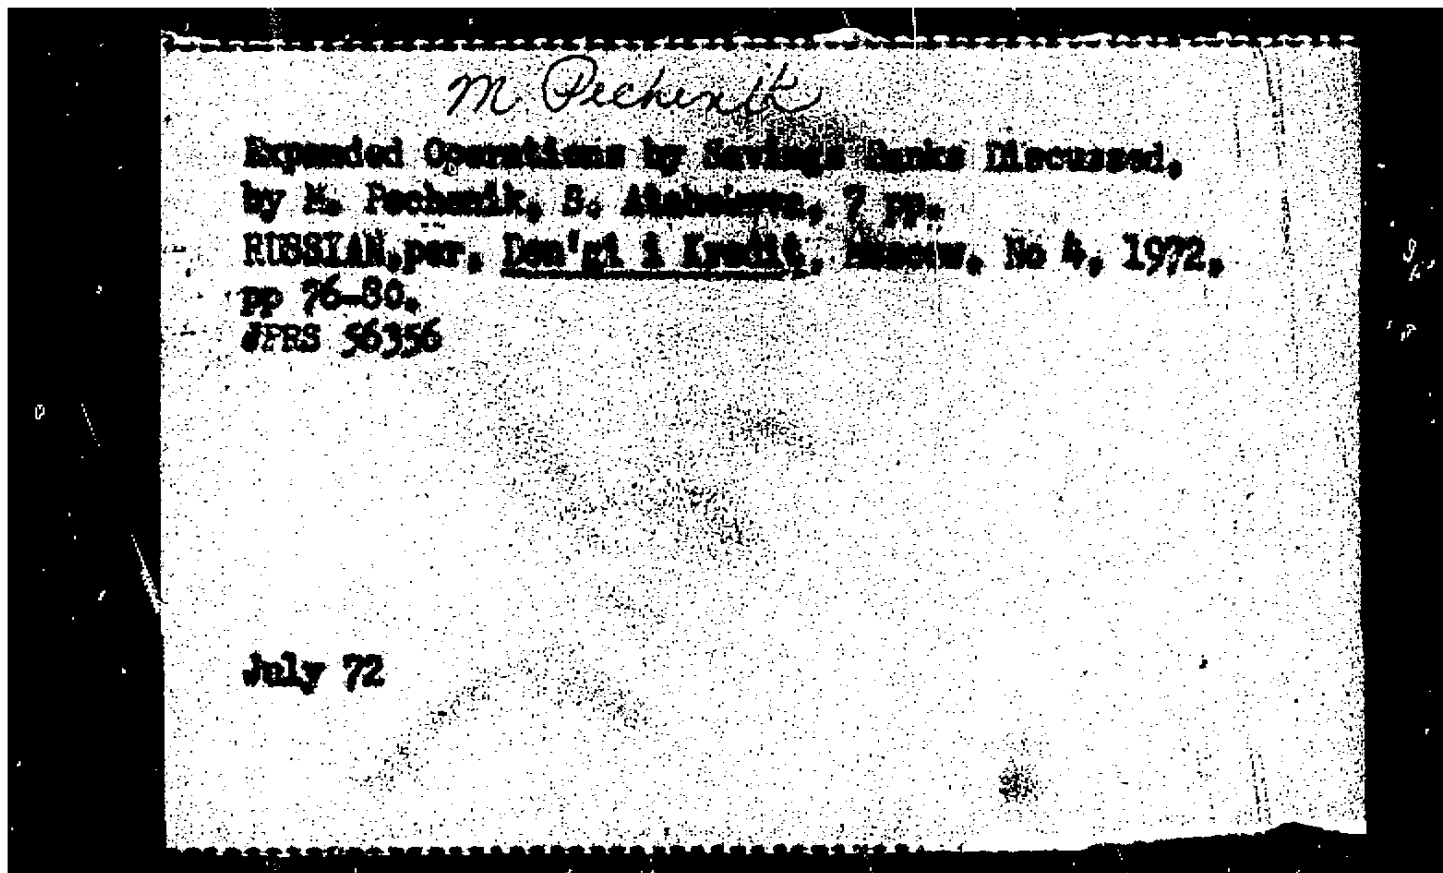 M Pechenik
Expanded Operations by Savings Banks Discussed,
by M. Pechenik, S. 7 pp.
RUSSIAN, per, Den'gi i Kredit, Moscow, No 4, 1972,
pp 76-80.
JPRS 56356
July 72